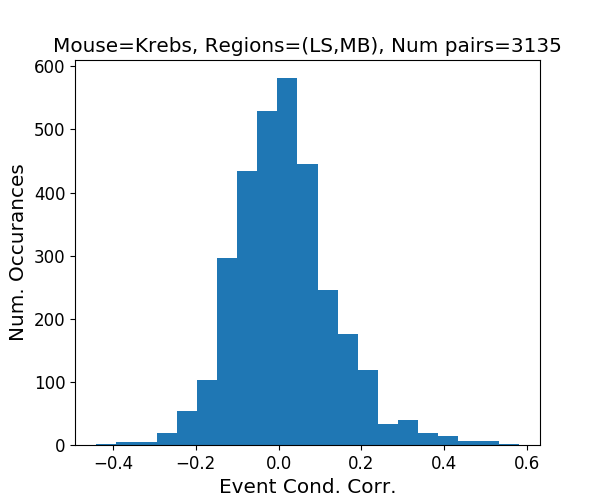 Mouse=Krebs, Regions=(LS,MB), Num pairs=3135
600
500
400
300
200
100
0
Num. Occurances
−0.4 −0.2 0.0 0.2 0.4 0.6
Event Cond. Corr.